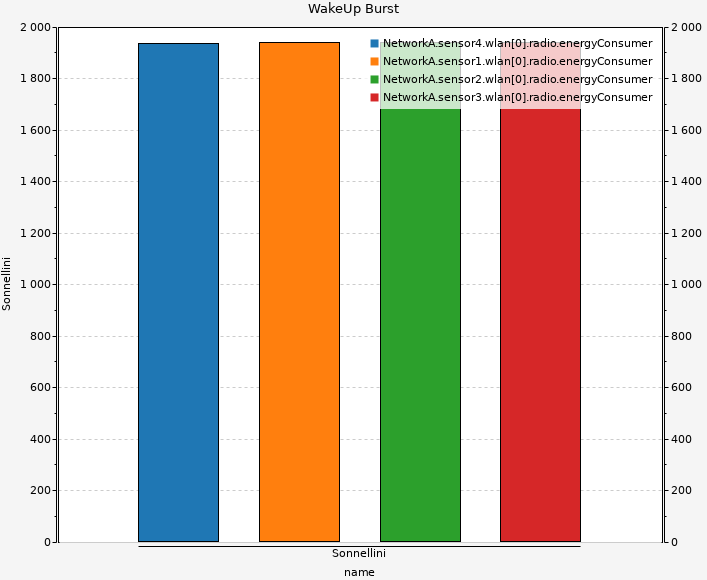 WakeUp Burst
2 000
1 800
1 600
1 400
1 200
1 000
800
600
400
200
0
Sonnellini
NetworkA.sensor4.wlan[0].radio.energyConsumer
NetworkA.sensor1.wlan[0].radio.energyConsumer
NetworkA.sensor2.wlan[0].radio.energyConsumer
NetworkA.sensor3.wlan[0].radio.energyConsumer
2 000
1 800
1 600
1 400
1 200
1 000
800
600
400
200
0
Sonnellini
name